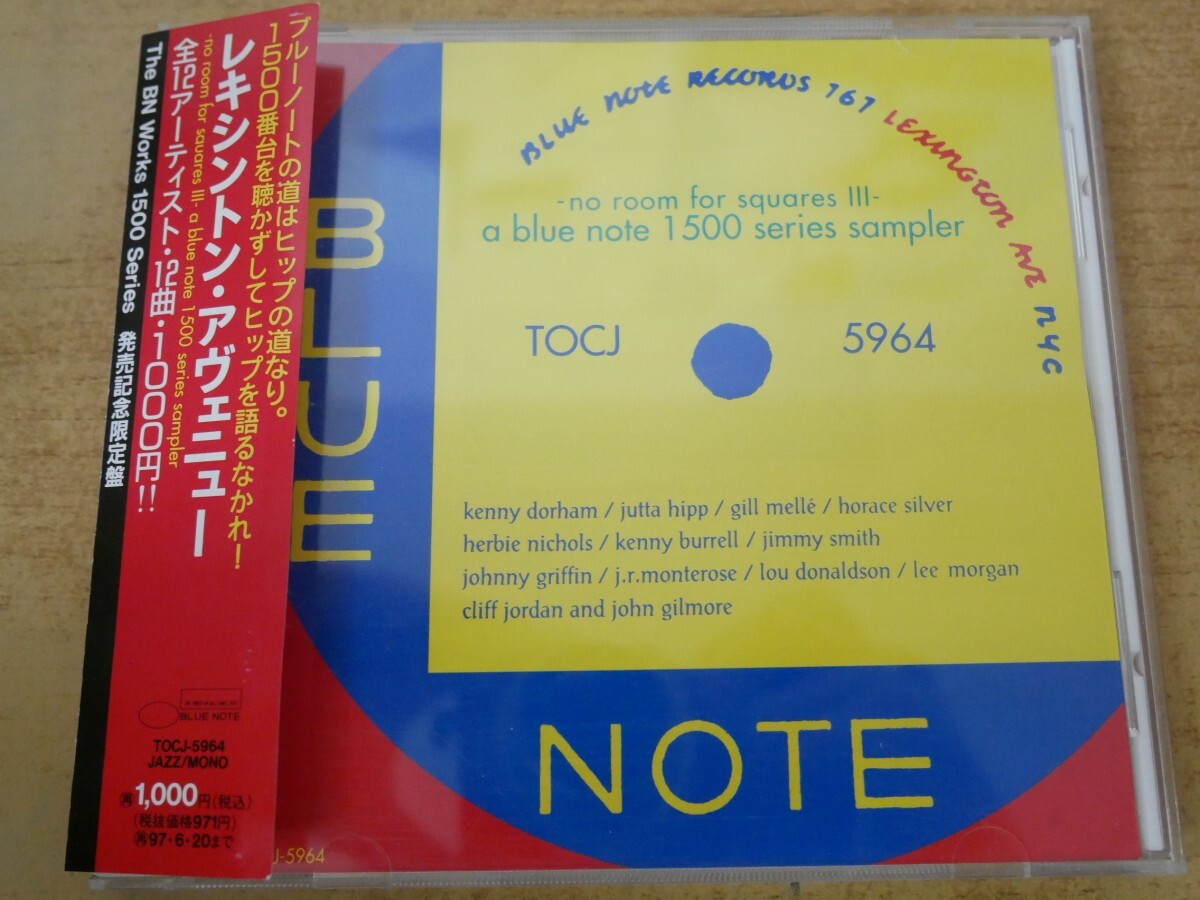 ブルーノートの道はヒップの道なり。
1500番台を聴かずしてヒップを語るなかれ!
レキシントン・アヴェニュー
-no room for squares III- a blue note 1500 series sampler
全12アーティスト・12曲・1000円!!
The BN Works 1500 Series 発売記念限定盤
BLUE NOTE
TOCJ-5964
JAZZ/MONO
再1,000円(税込)
(税抜価格971円)
再97・6・20まで
BLUE
BLUE NOTE RECORDS 767 LEXINGTON AVE NYC
-no room for squares III-
a blue note 1500 series sampler
TOCJ 5964
kenny dorham / jutta hipp / gill mellé / horace silver
herbie nichols / kenny burrell / jimmy smith
johnny griffin / j.r.monterose / lou donaldson / lee morgan
cliff jordan and john gilmore
NOTE
J-5964